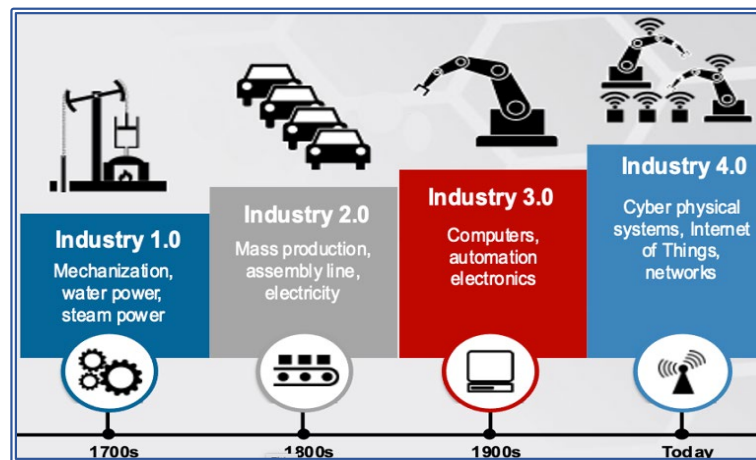 Industry 1.0
Mechanization,
water power,
steam power
Industry 2.0
Mass production,
assembly line,
electricity
Industry 3.0
Computers,
automation
electronics
Industry 4.0
Cyber physical
systems, Internet
of Things,
networks
1700s
1800s
1900s
Today